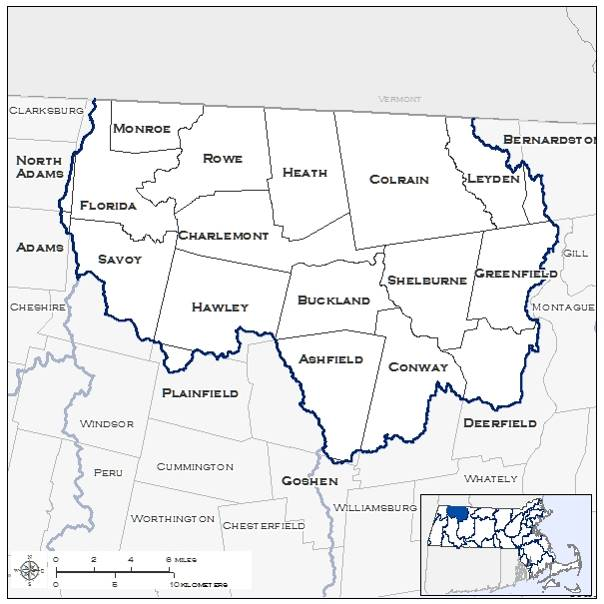 VERMONT
CLARKSBURG
BERNARDSTON
MONROE
NORTH
ADAMS
ROWE
HEATH
COLRAIN
LEYDEN
FLORIDA
CHARLEMONT
ADAMS
SAVOY
SHELBURNE
GREENFIELD
GILL
CHESHIRE
HAWLEY
BUCKLAND
MONTAGUE
ASHFIELD
CONWAY
PLAINFIELD
WINDSOR
DEERFIELD
PERU
CUMMINGTON
GOSHEN
WHATELY
WORTHINGTON
CHESTERFIELD
WILLIAMSBURG
0 2 4 6 MILES
0 5 10 KILOMETERS